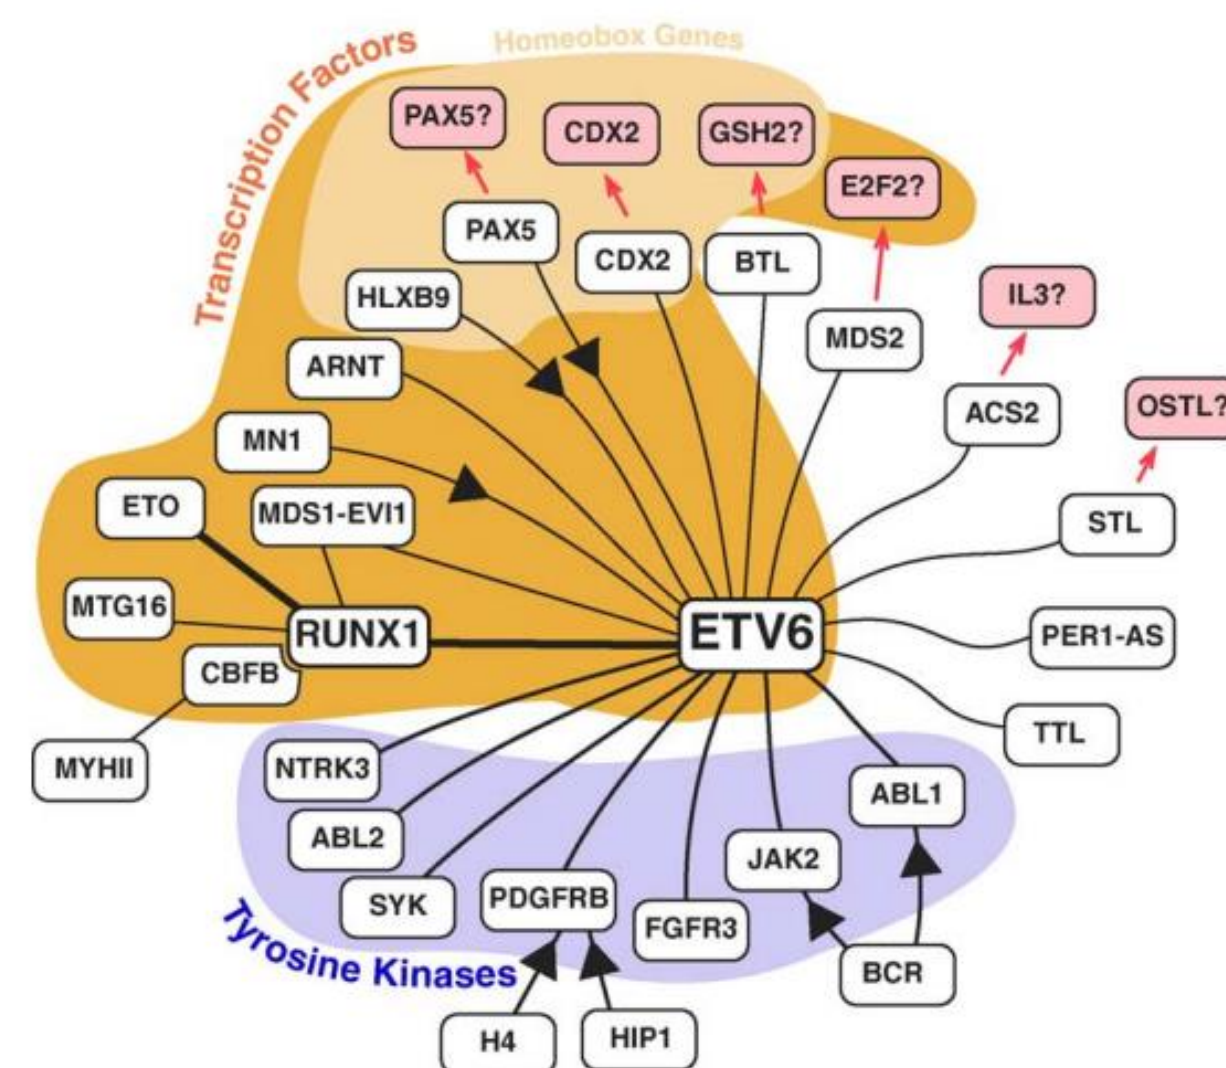 Homeobox Genes
Transcription Factors
PAX5?
CDX2
GSH2?
E2F2?
PAX5
CDX2
BTL
HLXB9
IL3?
MDS2
ARNT
ACS2
OSTL?
MN1
ETO
MDS1-EVI1
STL
MTG16
RUNX1
ETV6
PER1-AS
CBFB
TTL
MYHII
NTRK3
ABL1
ABL2
JAK2
SYK
PDGFRB
FGFR3
Tyrosine Kinases
BCR
H4
HIP1